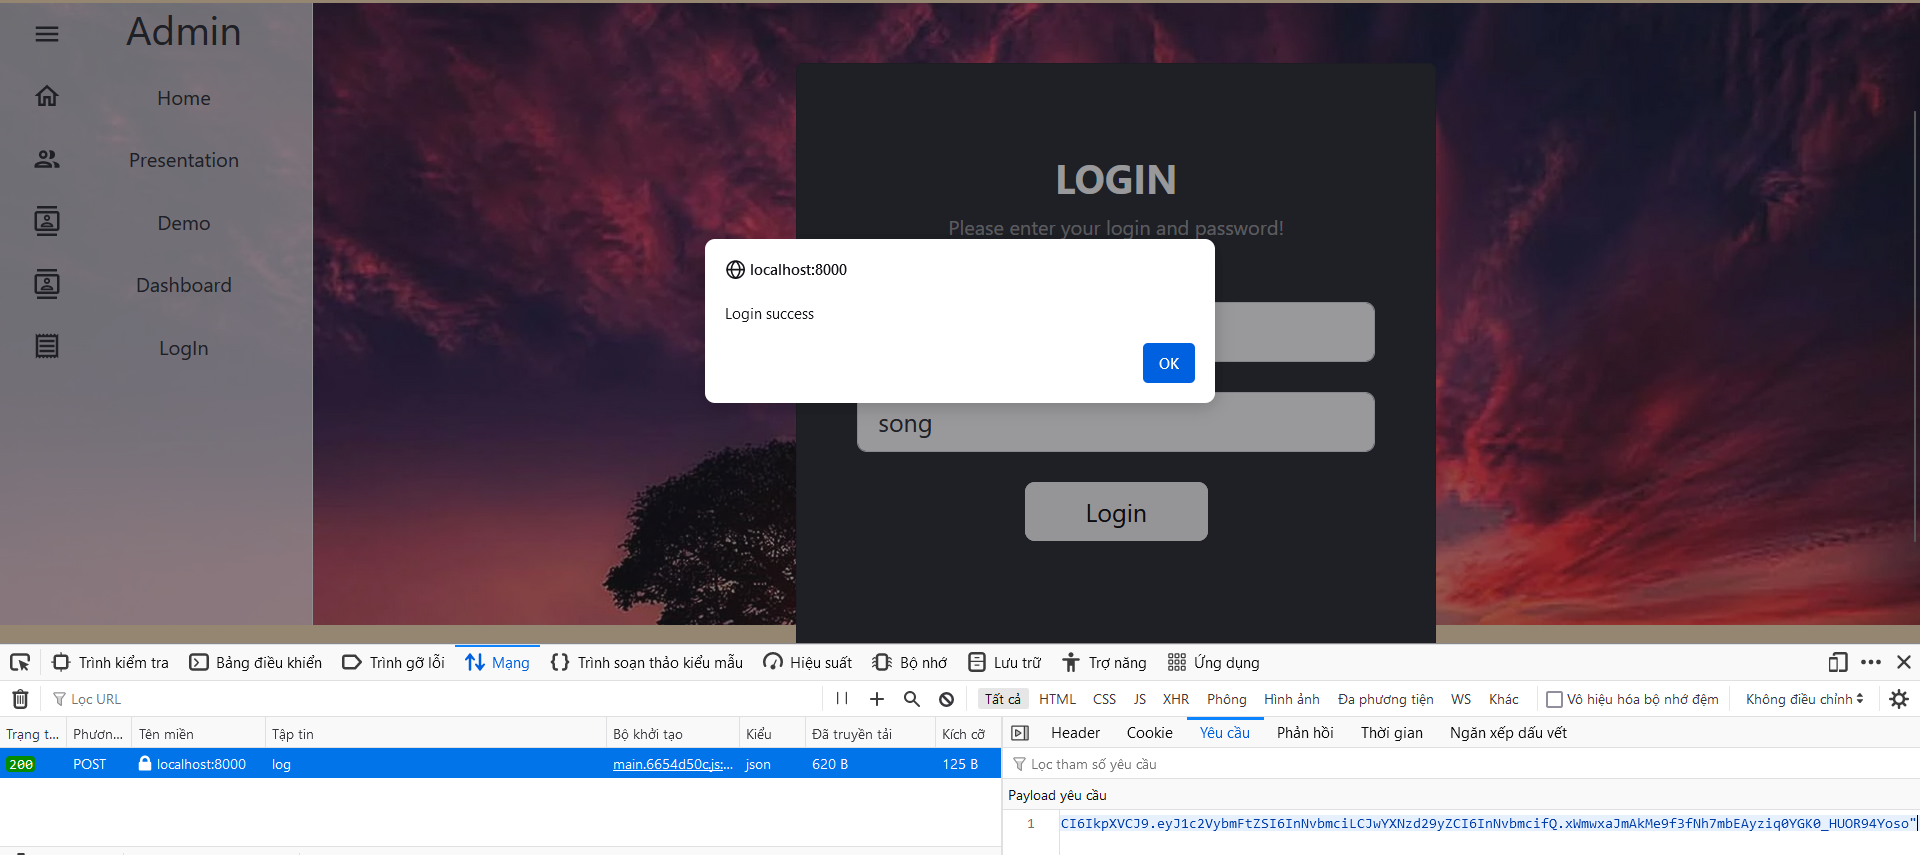 Admin
Home
Presentation
Demo
Dashboard
LogIn
LOGIN
Please enter your login and password!
localhost:8000
Login success
OK
song
Login
Trình kiểm tra
Bảng điều khiển
Trình gỡ lỗi
Mạng
Trình soạn thảo kiểu mẫu
Hiệu suất
Bộ nhớ
Lưu trữ
Trợ năng
Ứng dụng
Lọc URL
Tất cả
HTML
CSS
JS
XHR
Phông
Hình ảnh
Đa phương tiện
WS
Khác
Vô hiệu hóa bộ nhớ đệm
Không điều chỉnh
Trạng t...
Phươn...
Tên miền
Tập tin
Bộ khởi tạo
Kiểu
Đã truyền tải
Kích cỡ
200
POST
localhost:8000
log
main.6654d50c.js:...
json
620 B
125 B
Header
Cookie
Yêu cầu
Phản hồi
Thời gian
Ngăn xếp dấu vết
Lọc tham số yêu cầu
Payload yêu cầu
1
CI6IkpXVCJ9.eyJ1c2VybmFtZSI6InNvbmciLCJwYXNzd29yZCI6InNvbmcifQ.xWmwxaJmAkMe9f3fNh7mbEAyziq0YGK0_HUOR94Yoso"